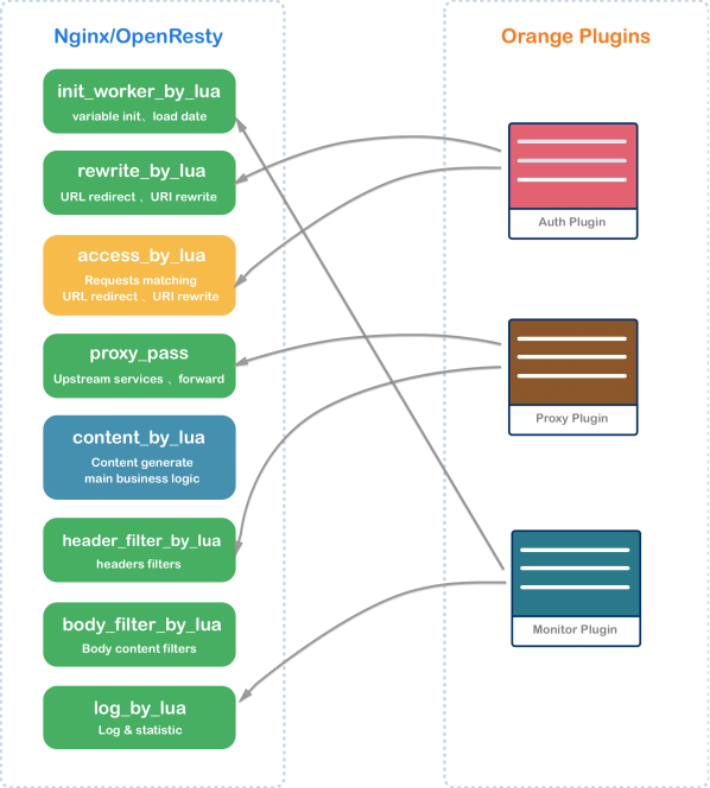 Nginx/OpenResty
init_worker_by_lua
variable init、load date
rewrite_by_lua
URL redirect 、URI rewrite
access_by_lua
Requests matching
URL redirect 、URI rewrite
proxy_pass
Upstream services 、forward
content_by_lua
Content generate
main business logic
header_filter_by_lua
headers filters
body_filter_by_lua
Body content filters
log_by_lua
Log & statistic
Orange Plugins
Auth Plugin
Proxy Plugin
Monitor Plugin